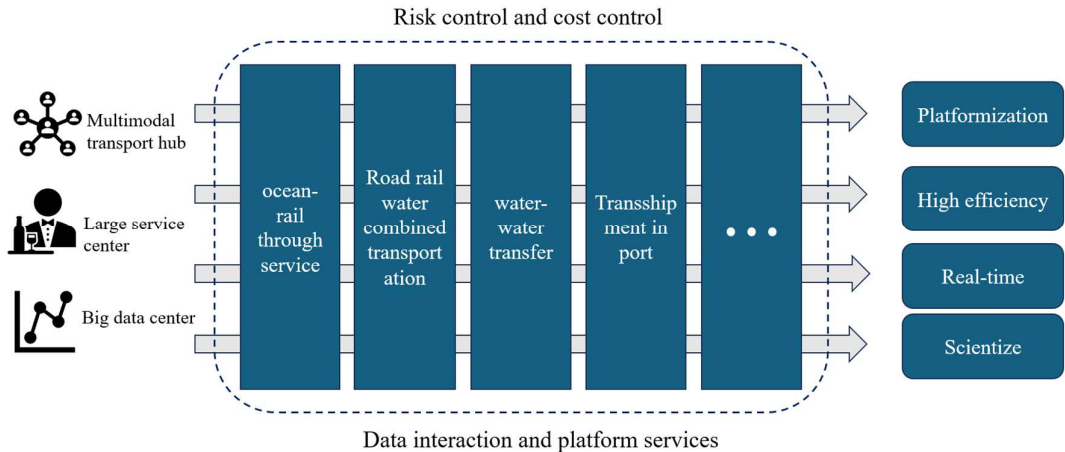 Risk control and cost control
Multimodal
transport hub
Large service
center
Big data center
ocean-
rail
through
service
Road rail
water
combined
transport
ation
water-
water
transfer
Transship
ment in
port
• • •
Platformization
High efficiency
Real-time
Scientize
Data interaction and platform services